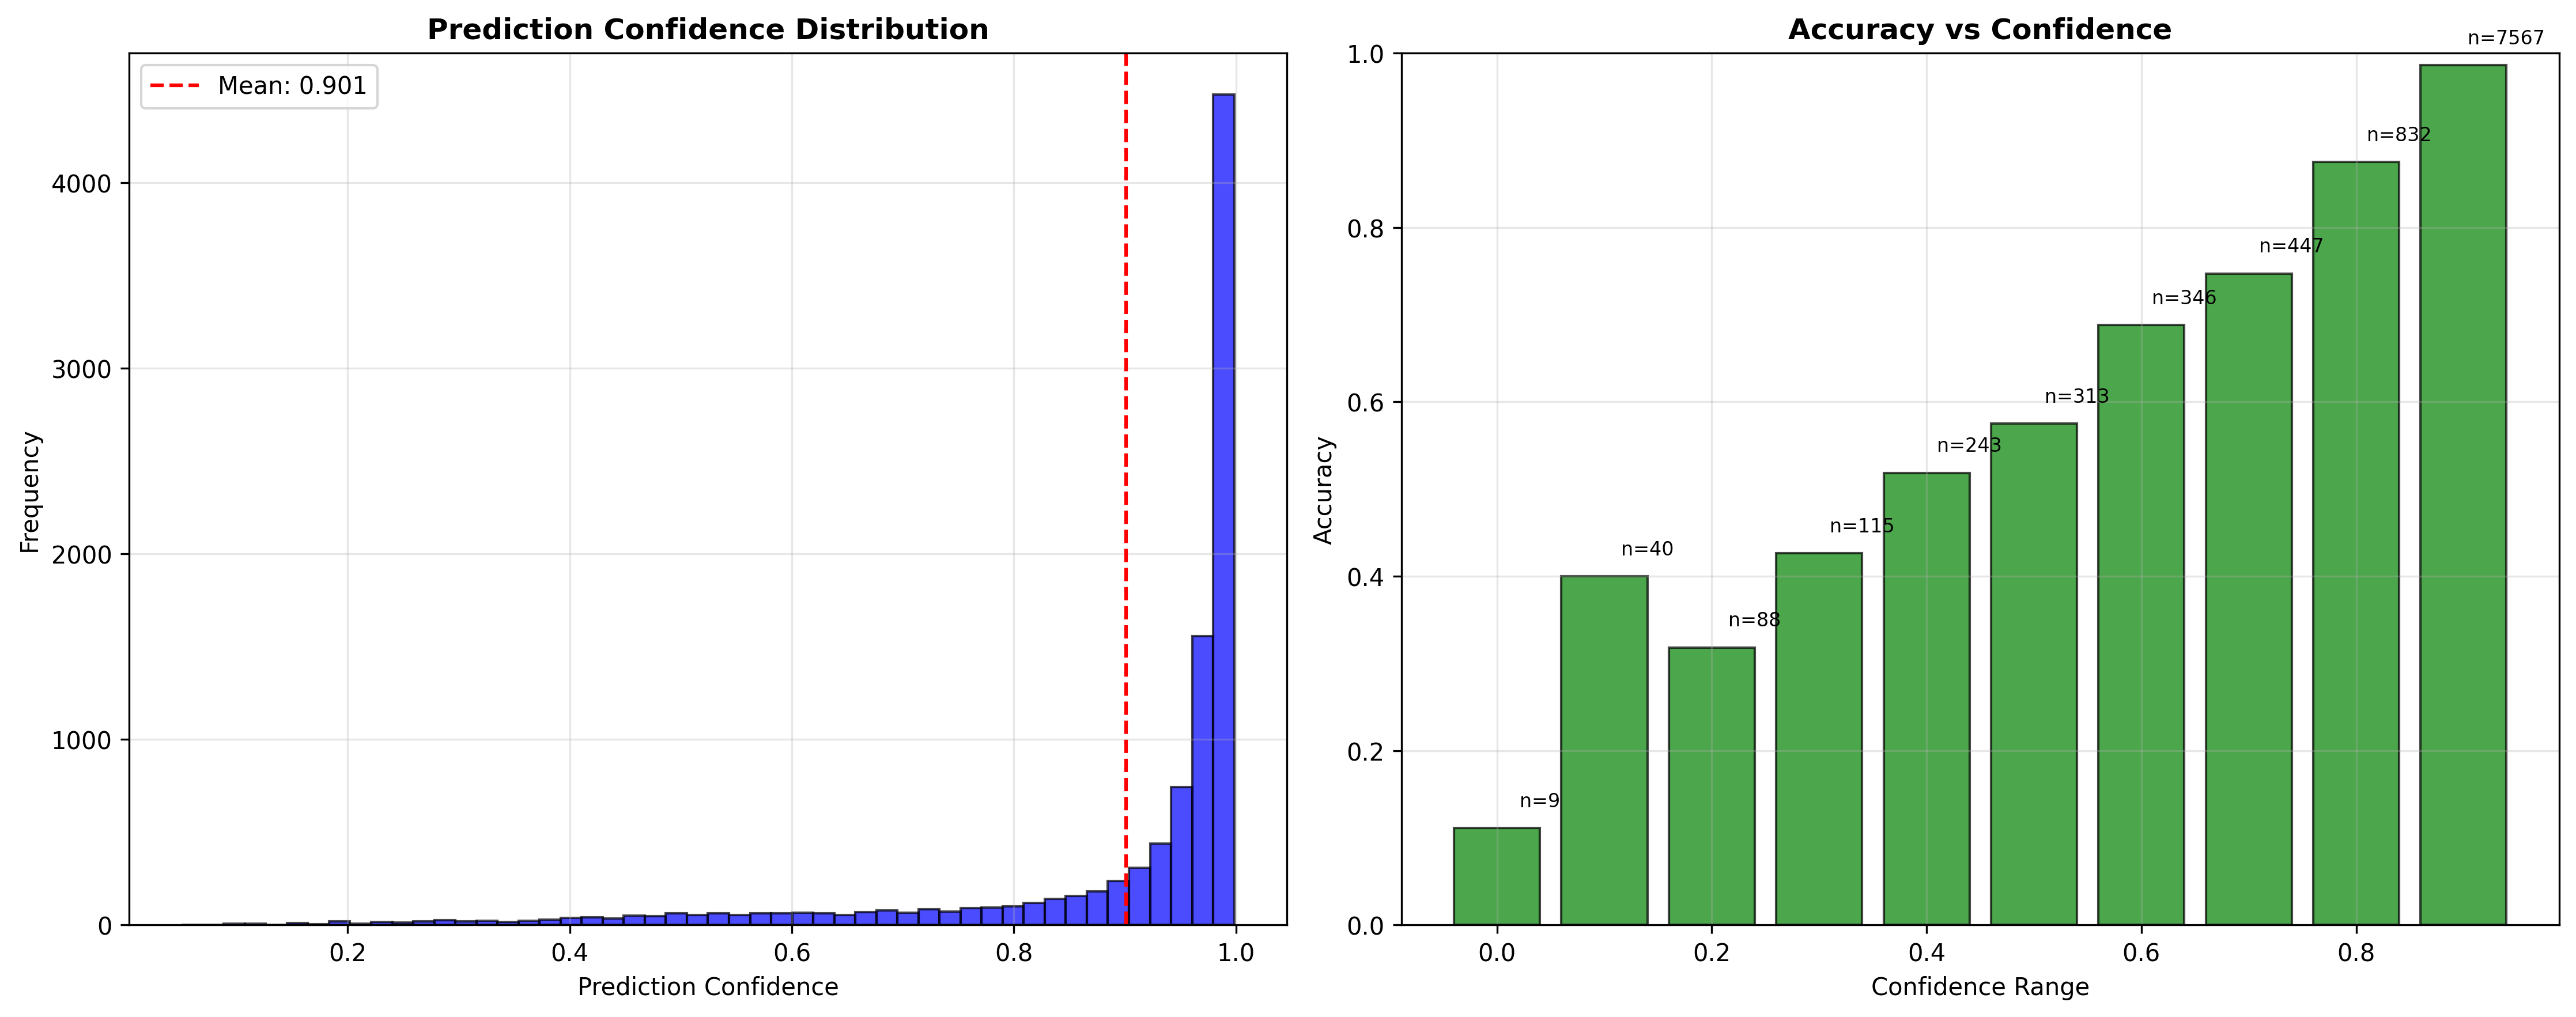 Prediction Confidence Distribution
Mean: 0.901
Frequency
4000
3000
2000
1000
0
0.2 0.4 0.6 0.8 1.0
Prediction Confidence
Accuracy vs Confidence
n=7567
n=832
n=447
n=346
n=313
n=243
n=115
n=40
n=88
n=9
Accuracy
1.0
0.8
0.6
0.4
0.2
0.0
0.0 0.2 0.4 0.6 0.8
Confidence Range